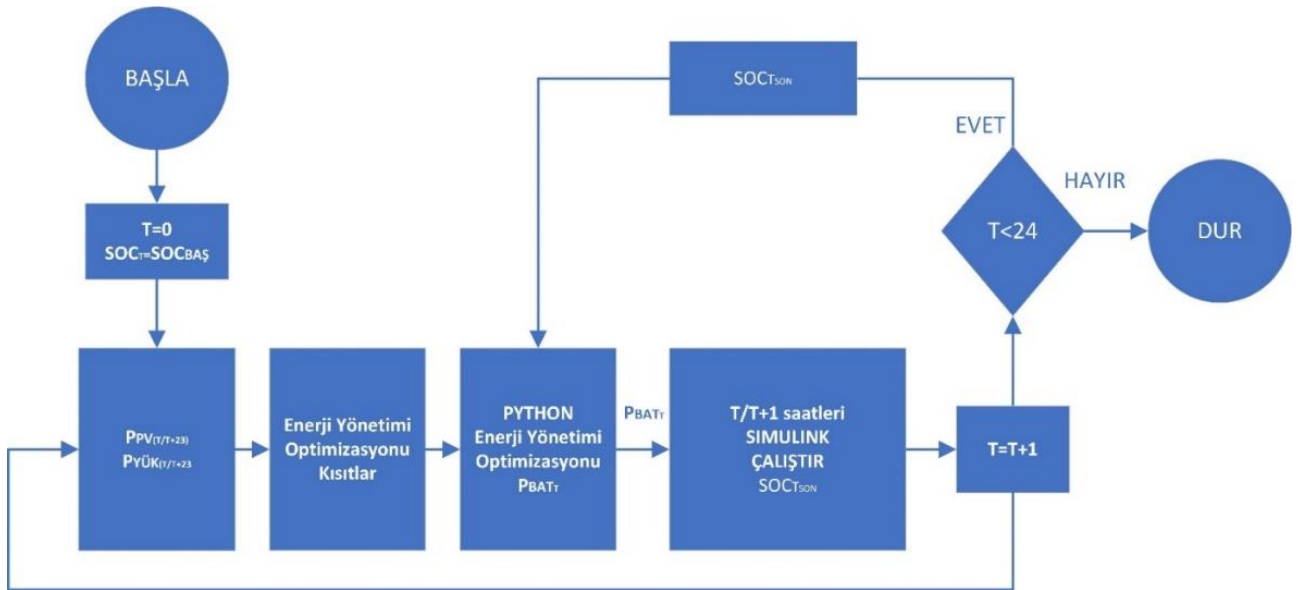 BAŞLA
T=0
SOCT=SOCBAŞ
PPV(T/T+23)
PYÜK(T/T+23
Enerji Yönetimi
Optimizasyonu
Kısıtlar
PYTHON
Enerji Yönetimi
Optimizasyonu
PBATT
PBATT
T/T+1 saatleri
SIMULINK
ÇALIŞTIR
SOCTSON
T=T+1
T<24
EVET
SOCTSON
HAYIR
DUR